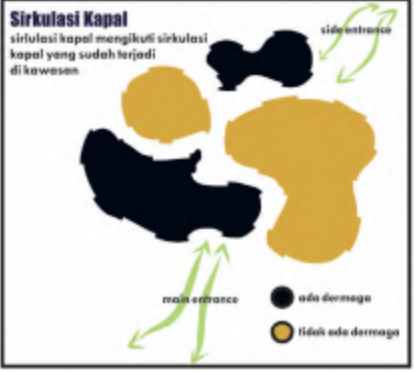 Sirkulasi Kapal
sirlulasi kapal mengikuti sirkulasi
kapal yang sudah terjadi
di kawasan
side entrance
main entrance
ada dermaga
tidak ada dermaga